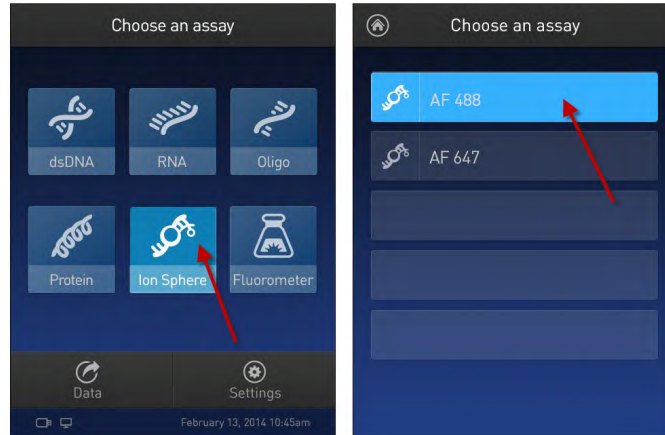 Choose an assay
dsDNA
RNA
Oligo
Protein
Ion Sphere
Fluorometer
Data
Settings
February 13, 2014 10:45am
Choose an assay
AF 488
AF 647